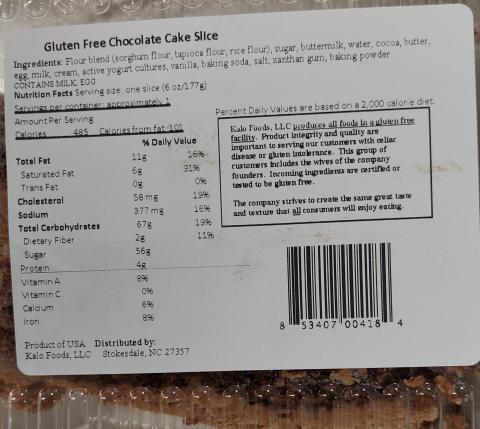 Gluten Free Chocolate Cake Slice
Ingredients: Flour blend (sorghum flour, tapioca flour, rice flour), sugar, buttermilk, water, cocoa, butter,
egg, milk, cream, active yogurt cultures, vanilla, baking soda, salt, xanthan gum, baking powder
CONTAINS MILK, EGG
Nutrition Facts Serving size: one slice (6 oz/177g)
Servings per container: approximately 1
Percent Daily Values are based on a 2,000 calorie diet.
Amount Per Serving
Calories 485 Calories from fat 101
% Daily Value
Total Fat 11g 16%
Saturated Fat 6g 31%
Trans Fat 0g 0%
Cholesterol 58 mg 19%
Sodium 377 mg 16%
Total Carbohydrates 67g 19%
Dietary Fiber 2g 11%
Sugar 56g
Protein 4g
Vitamin A 8%
Vitamin C 0%
Calcium 6%
Iron 8%
Kalo Foods, LLC produces all foods in a gluten free
facility. Product integrity and quality are
important to serving our customers with celiac
disease or gluten intolerance. This group of
customers includes the wives of the company
founders. Incoming ingredients are certified or
tested to be gluten free.
The company strives to create the same great taste
and texture that all consumers will enjoy eating.
8 53407 00418 4
Product of USA Distributed by:
Kalo Foods, LLC Stokesdale, NC 27357